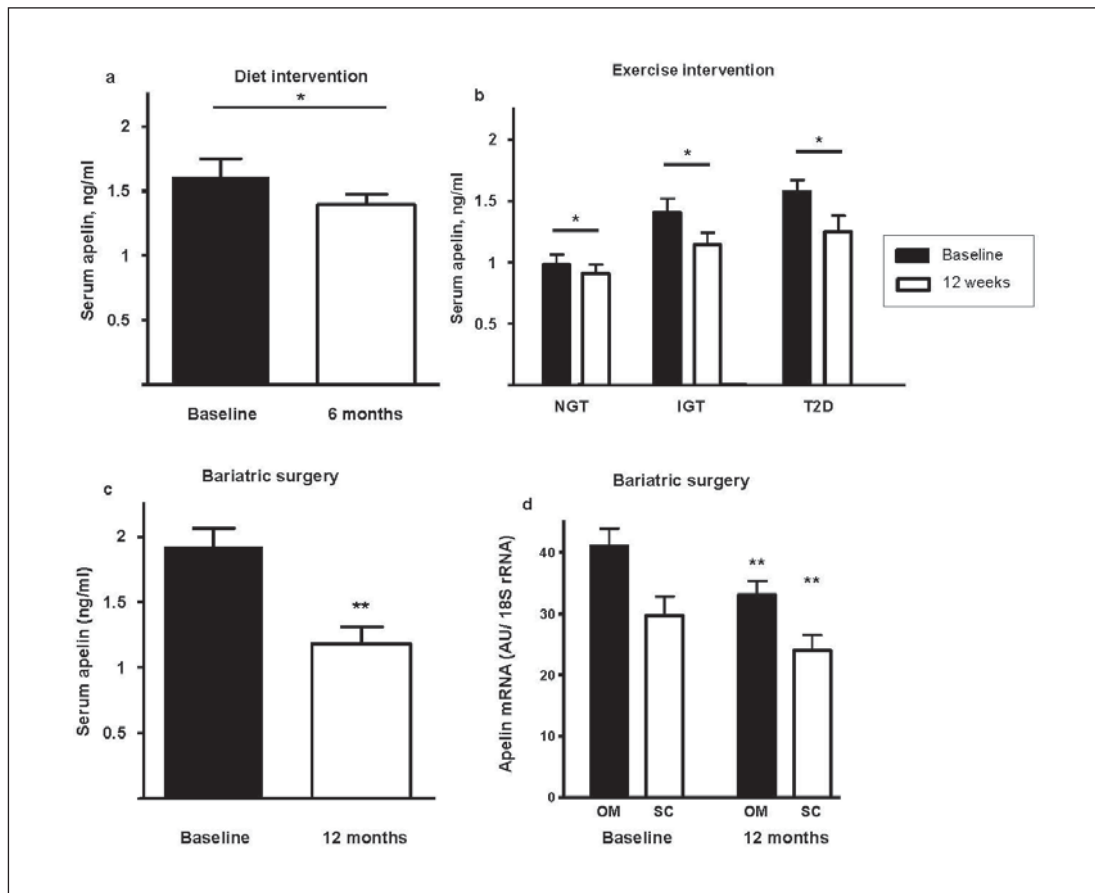 a
Diet intervention
*
2
1.5
1
0.5
Serum apelin, ng/ml
Baseline
6 months
Exercise intervention
b
2
1.5
1
0.5
Serum apelin, ng/ml
*
*
*
NGT
IGT
T2D
Baseline
12 weeks
c
Bariatric surgery
2
1.5
1
0.5
Serum apelin (ng/ml)
**
Baseline
12 months
Bariatric surgery
d
40
30
20
10
0
Apelin mRNA (AU/ 18S rRNA)
**
**
OM
SC
OM
SC
Baseline
12 months